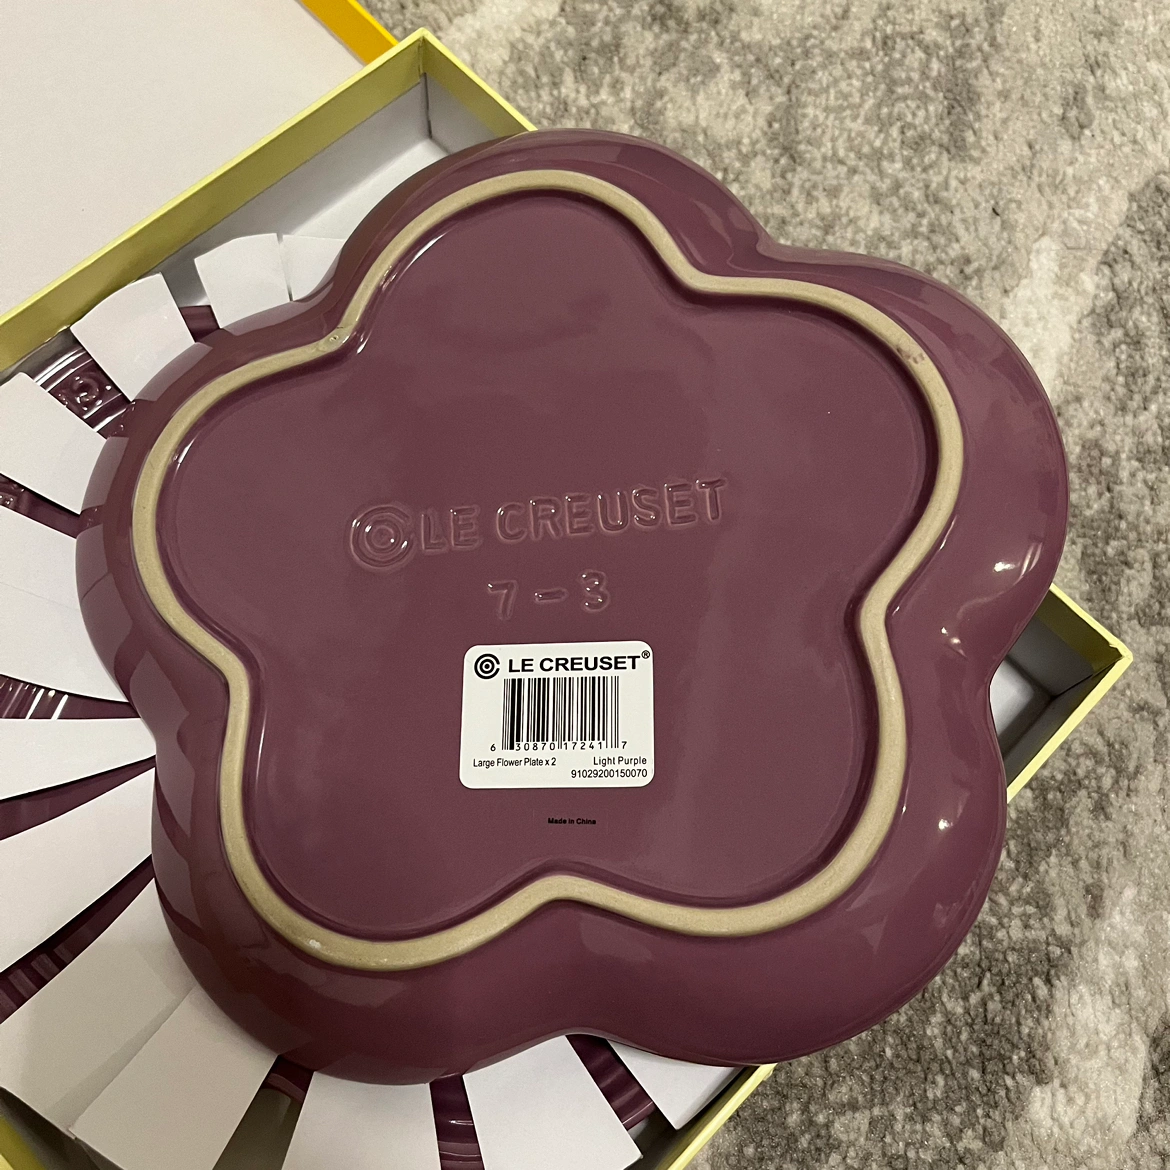 LE CREUSET
7-3
LE CREUSET®
6 30870 17241 7
Large Flower Plate x 2 Light Purple
91029200150070
Made in China